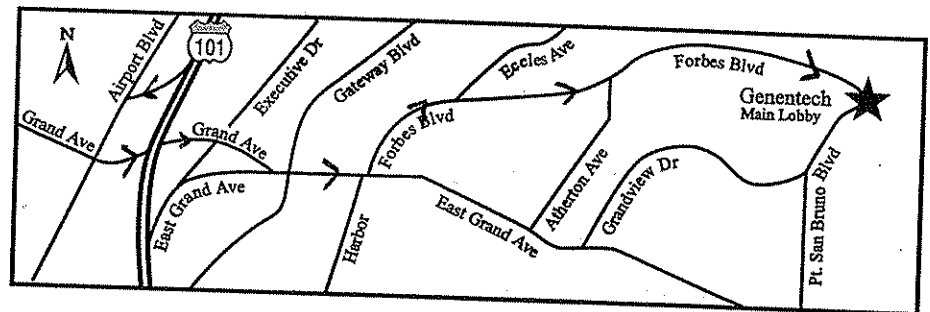 N
Airport Blvd
101
Executive Dr
Gateway Blvd
Eccles Ave
Forbes Blvd
Genentech
Main Lobby
Grand Ave
Grand Ave
Forbes Blvd
East Grand Ave
Harbor
East Grand Ave
Atherton Ave
Grandview Dr
Pt. San Bruno Blvd